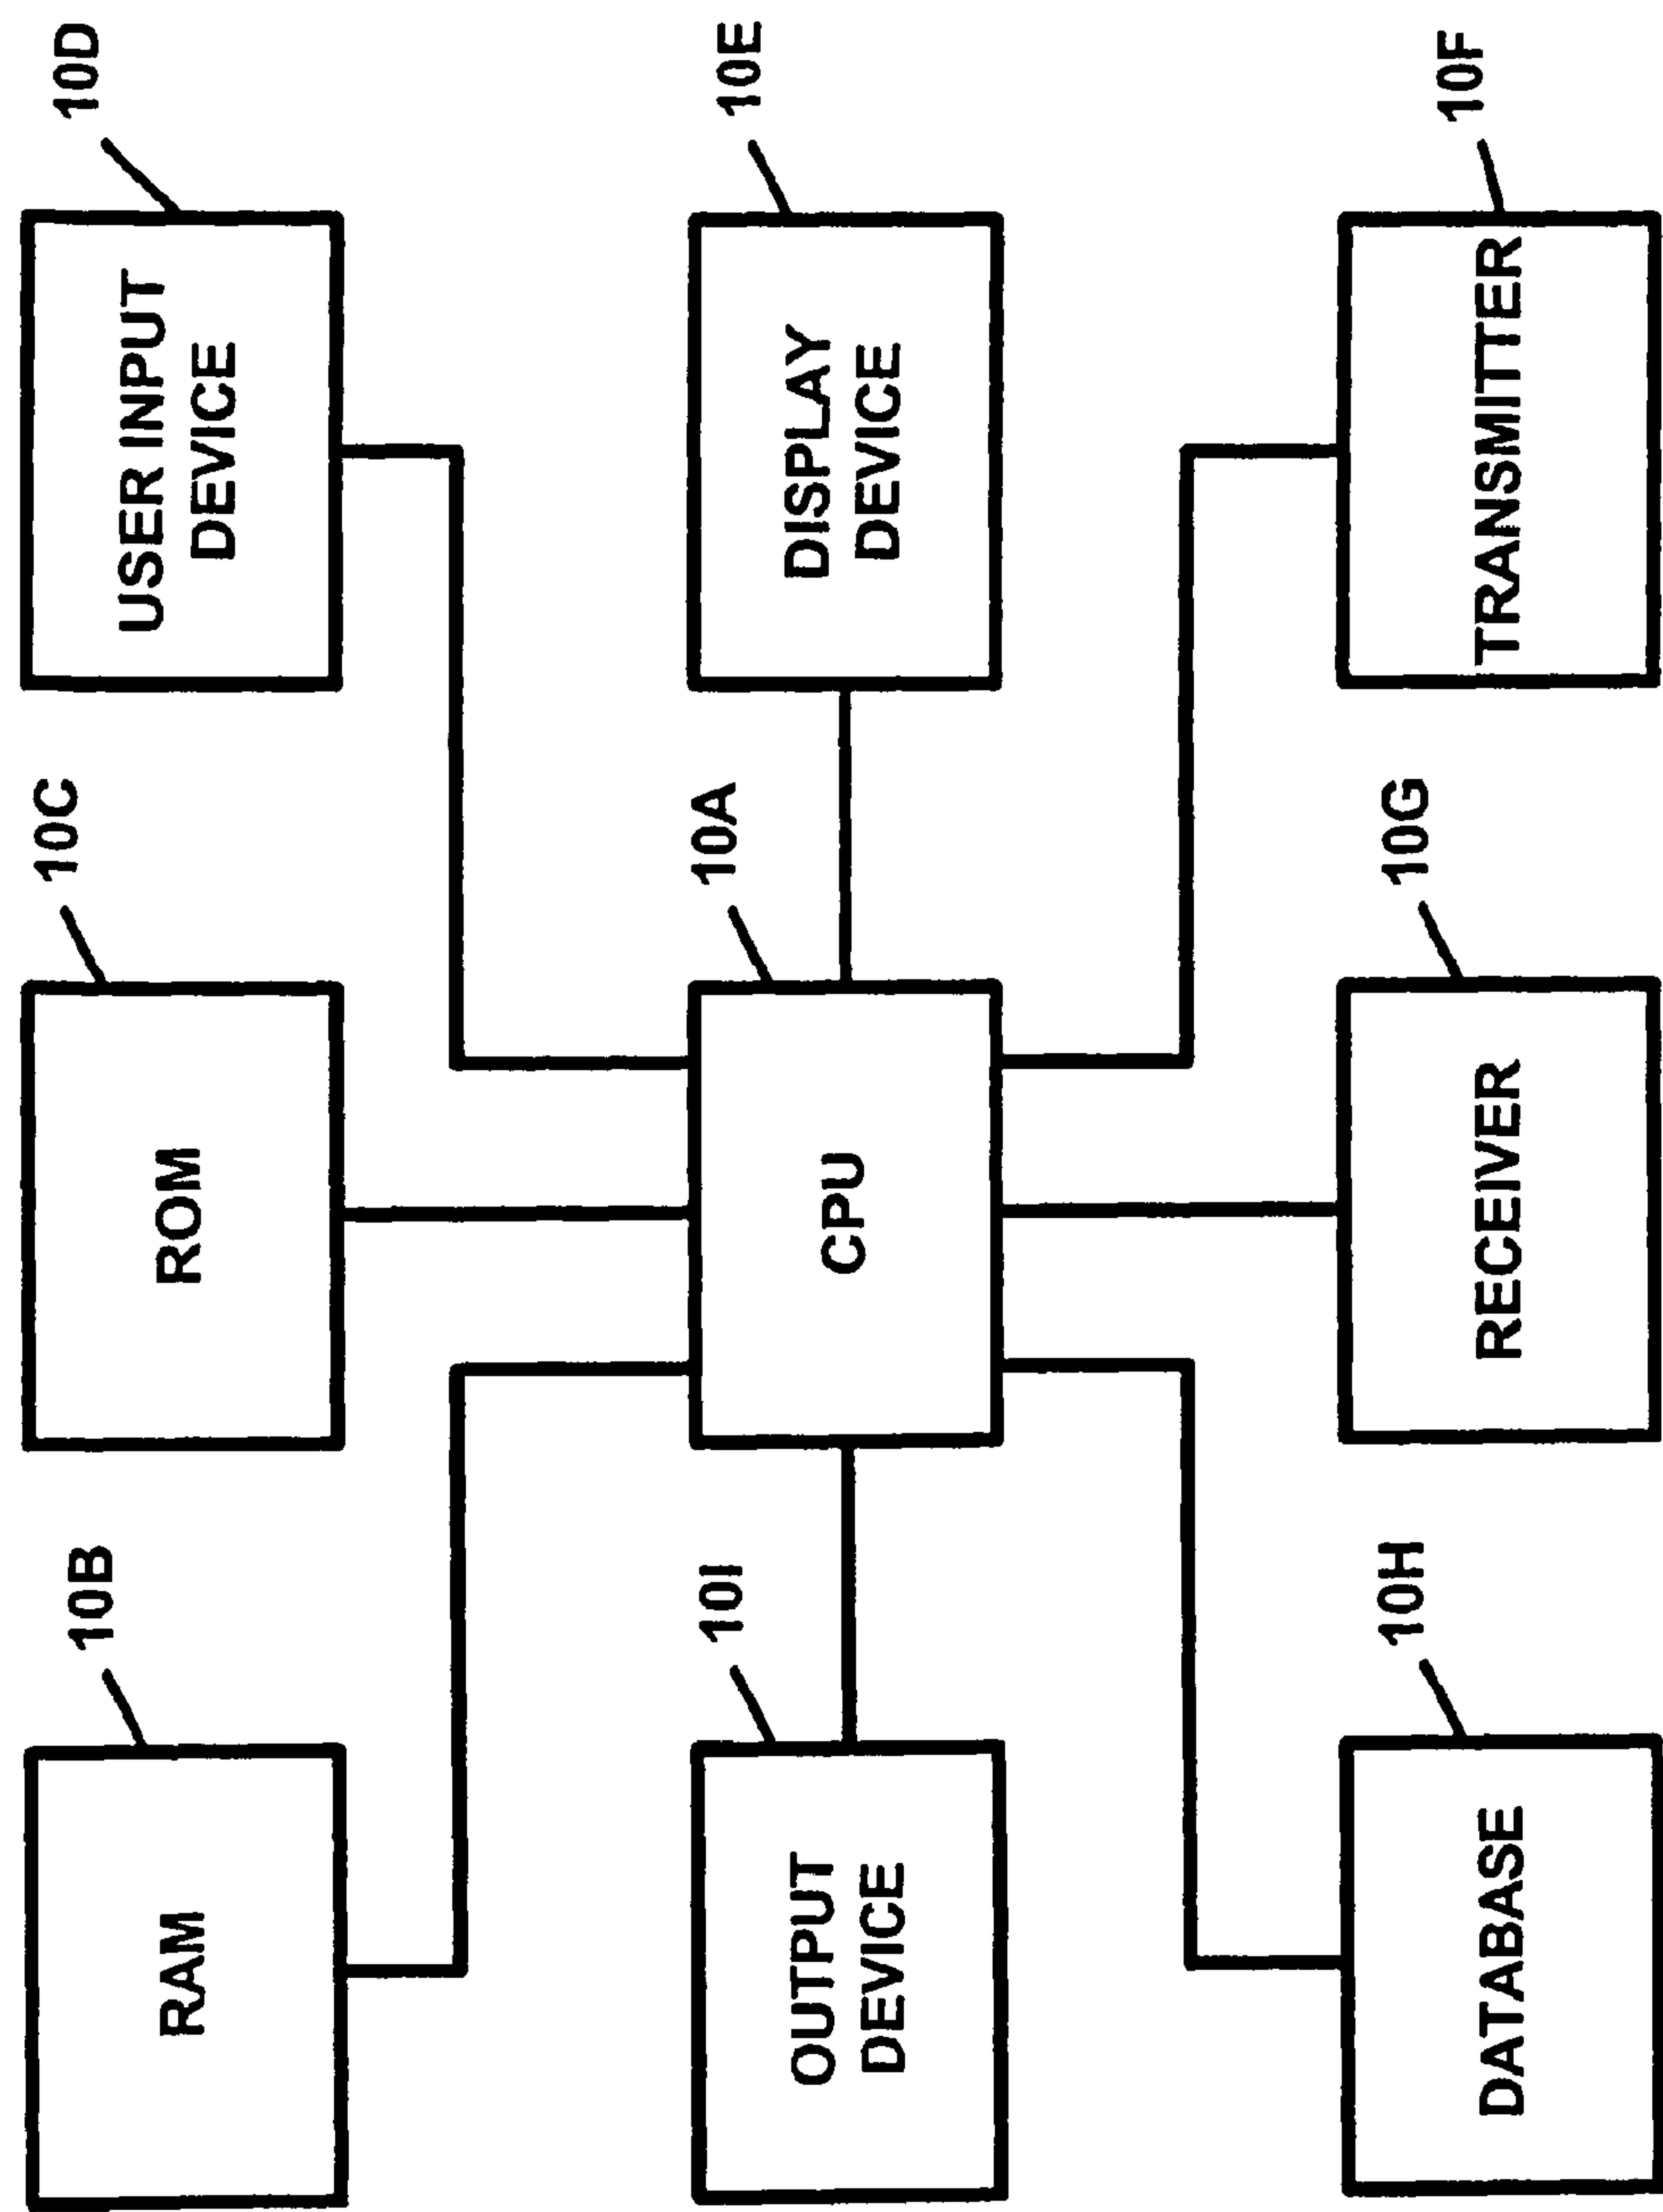 10B
RAM
10C
ROM
10D
USER INPUT
DEVICE
10I
OUTPUT
DEVICE
10A
CPU
10E
DISPLAY
DEVICE
10H
DATABASE
10G
RECEIVER
10F
TRANSMITTER